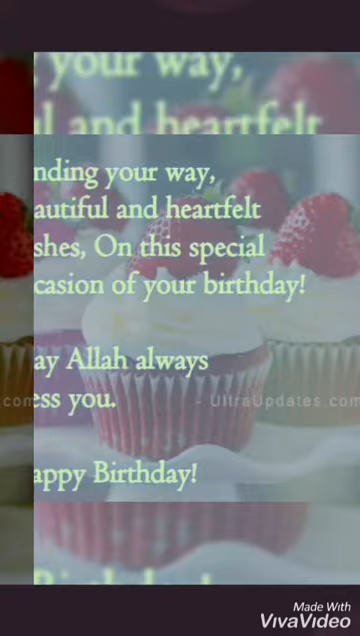 your way,
and heartfelt
nding your way,
autiful and heartfelt
shes, On this special
casion of your birthday!
ay Allah always
ess you.
.com
- UltraUpdates.com
appy Birthday!
Made With
VivaVideo